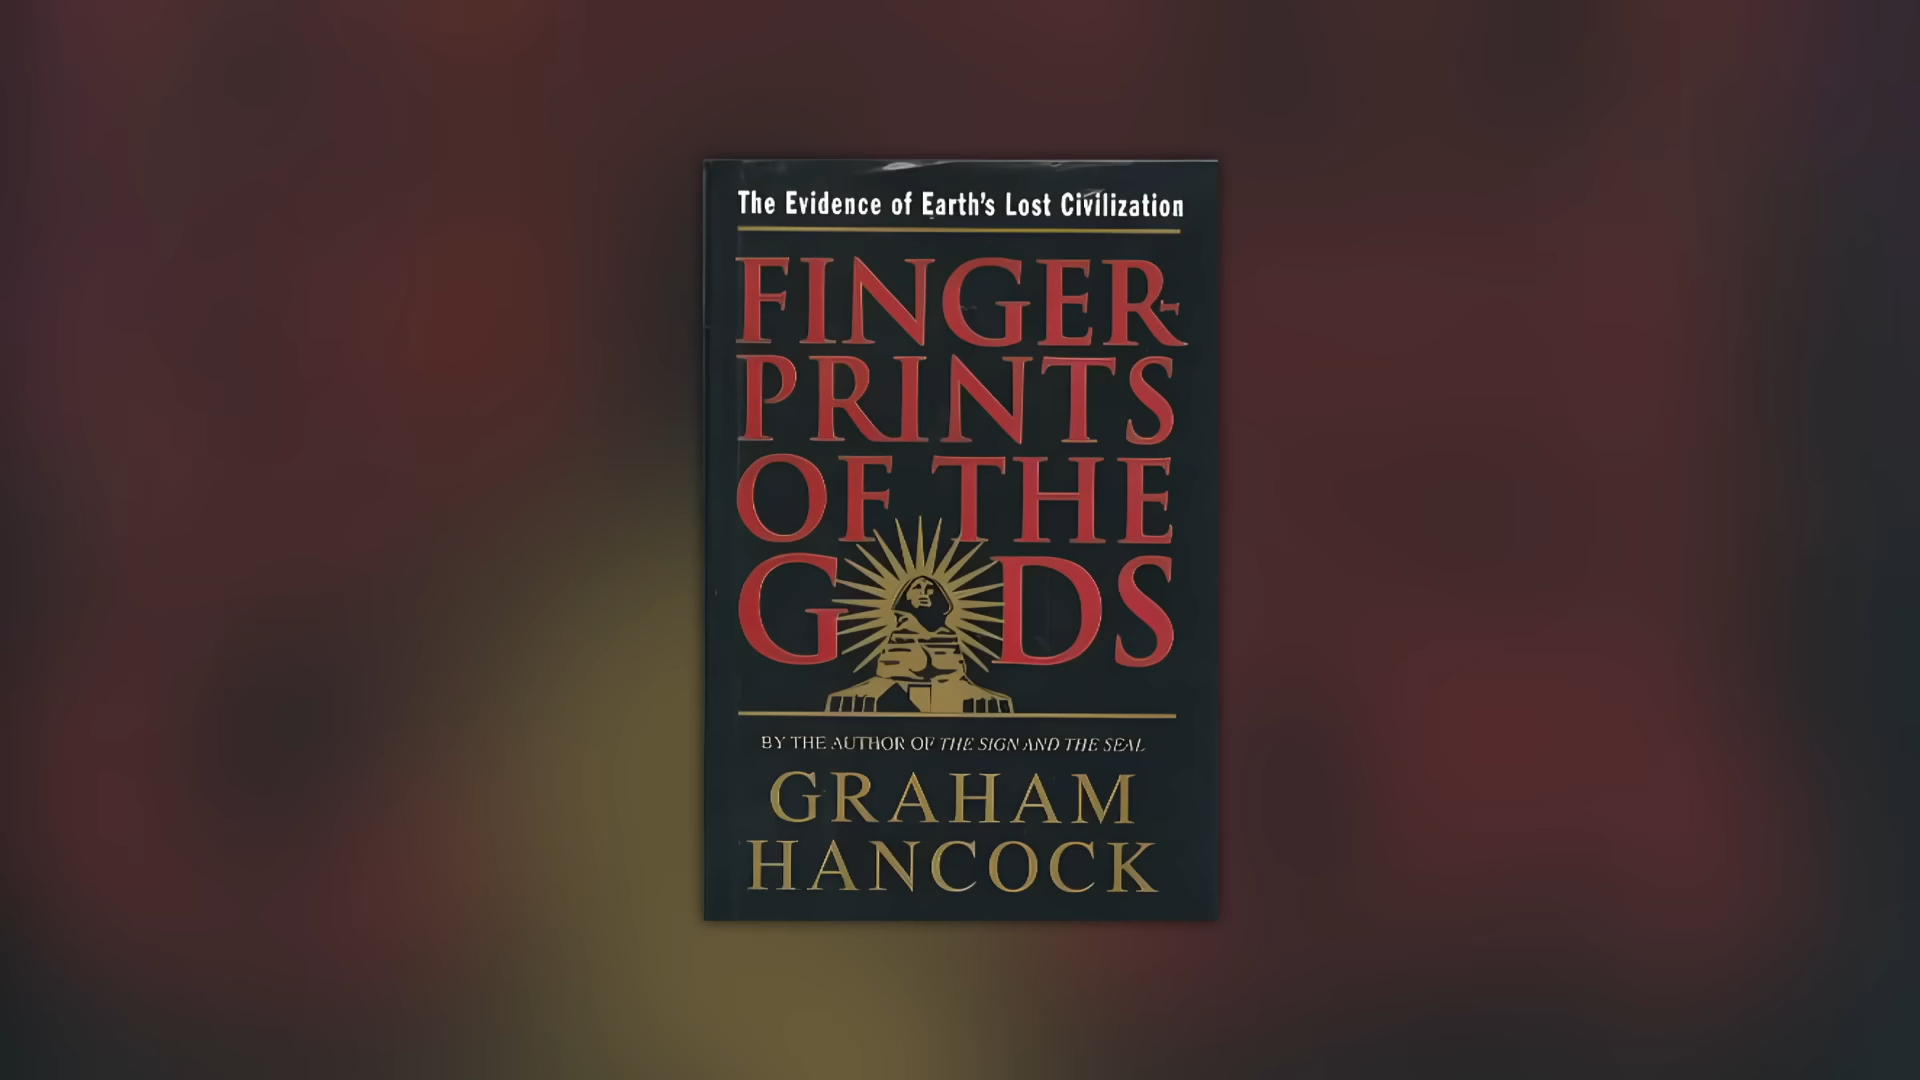 The Evidence of Earth's Lost Civilization
FINGER-
PRINTS
OF THE
GODS
BY THE AUTHOR OF THE SIGN AND THE SEAL
GRAHAM
HANCOCK